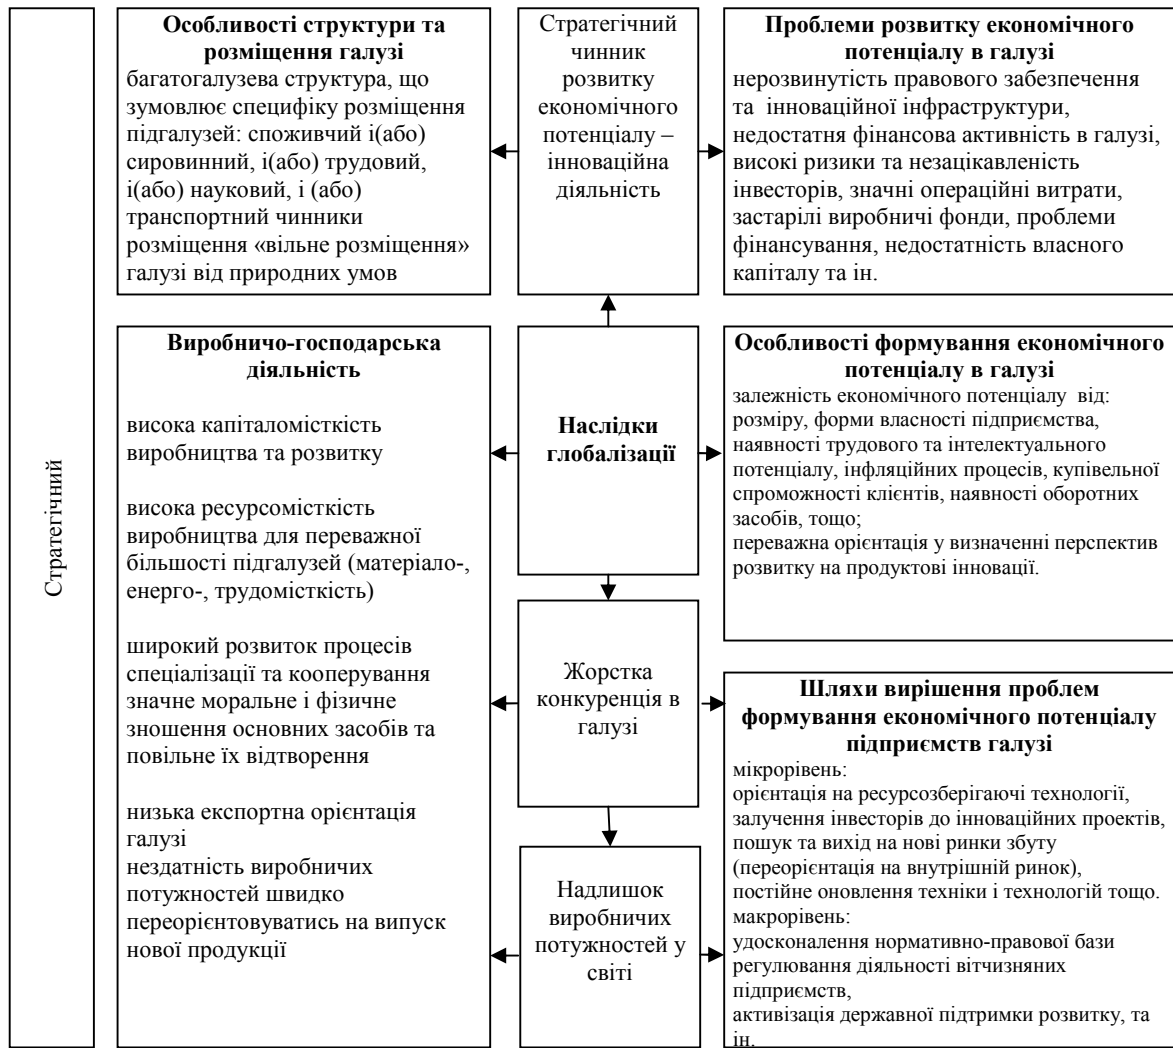 Стратегічний
Особливості структури та
розміщення галузі
багатогалузева структура, що
зумовлює специфіку розміщення
підгалузей: споживчий і(або)
сировинний, і(або) трудовий,
і(або) науковий, і (або)
транспортний чинники
розміщення «вільне розміщення»
галузі від природних умов
Стратегічний
чинник
розвитку
економічного
потенціалу –
інноваційна
діяльність
Проблеми розвитку економічного
потенціалу в галузі
нерозвинутість правового забезпечення
та інноваційної інфраструктури,
недостатня фінансова активність в галузі,
високі ризики та незацікавленість
інвесторів, значні операційні витрати,
застарілі виробничі фонди, проблеми
фінансування, недостатність власного
капіталу та ін.
Виробничо-господарська
діяльність
висока капіталомісткість
виробництва та розвитку
висока ресурсомісткість
виробництва для переважної
більшості підгалузей (матеріало-,
енерго-, трудомісткість)
широкий розвиток процесів
спеціалізації та кооперування
значне моральне і фізичне
зношення основних засобів та
повільне їх відтворення
низька експортна орієнтація
галузі
нездатність виробничих
потужностей швидко
переорієнтовуватись на випуск
нової продукції
Наслідки
глобалізації
Жорстка
конкуренція в
галузі
Надлишок
виробничих
потужностей у
світі
Особливості формування економічного
потенціалу в галузі
залежність економічного потенціалу від:
розміру, форми власності підприємства,
наявності трудового та інтелектуального
потенціалу, інфляційних процесів, купівельної
спроможності клієнтів, наявності оборотних
засобів, тощо;
переважна орієнтація у визначенні перспектив
розвитку на продуктові інновації.
Шляхи вирішення проблем
формування економічного потенціалу
підприємств галузі
мікрорівень:
орієнтація на ресурсозберігаючі технології,
залучення інвесторів до інноваційних проектів,
пошук та вихід на нові ринки збуту
(переорієнтація на внутрішній ринок),
постійне оновлення техніки і технологій тощо.
макрорівень:
удосконалення нормативно-правової бази
регулювання діяльності вітчизняних
підприємств,
активізація державної підтримки розвитку, та
ін.